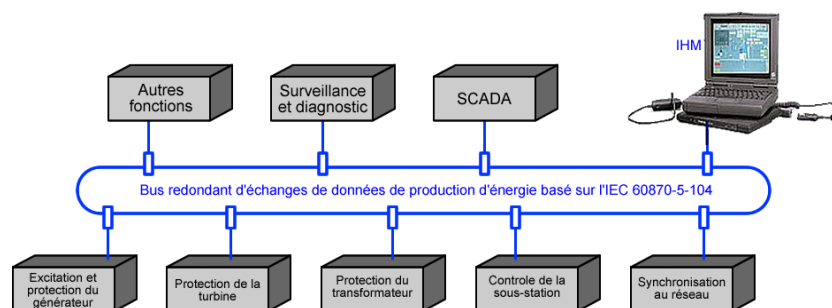 IHM
Autres
fonctions
Surveillance
et diagnostic
SCADA
Bus redondant d'échanges de données de production d'énergie basé sur l'IEC 60870-5-104
Excitation et
protection du
générateur
Protection de la
turbine
Protection du
transformateur
Controle de la
sous-station
Synchronisation
au réseau